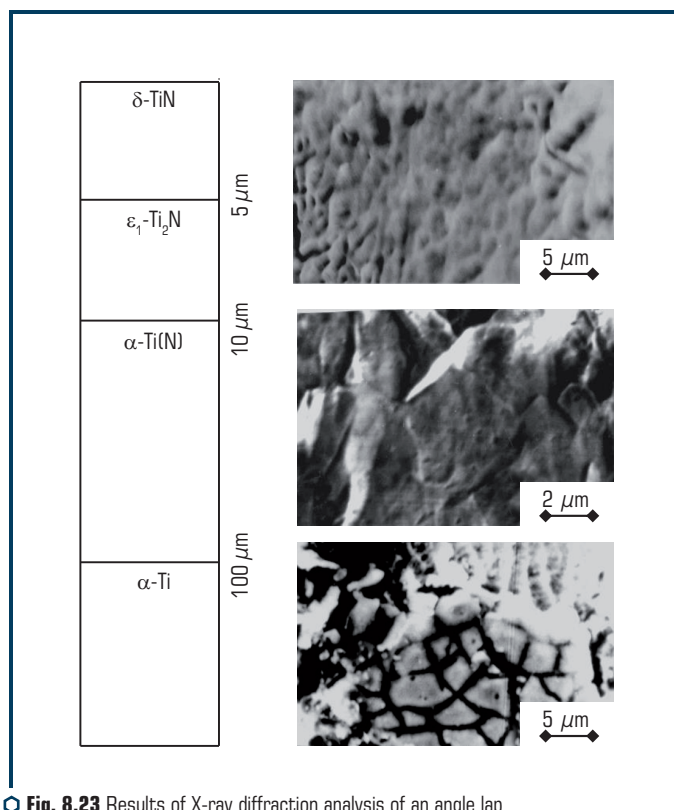 δ-TiN
5 μm
ε₁-Ti₂N
10 μm
α-Ti(N)
100 μm
α-Ti
5 μm
2 μm
5 μm
Fig. 8.23 Results of X-ray diffraction analysis of an angle lap